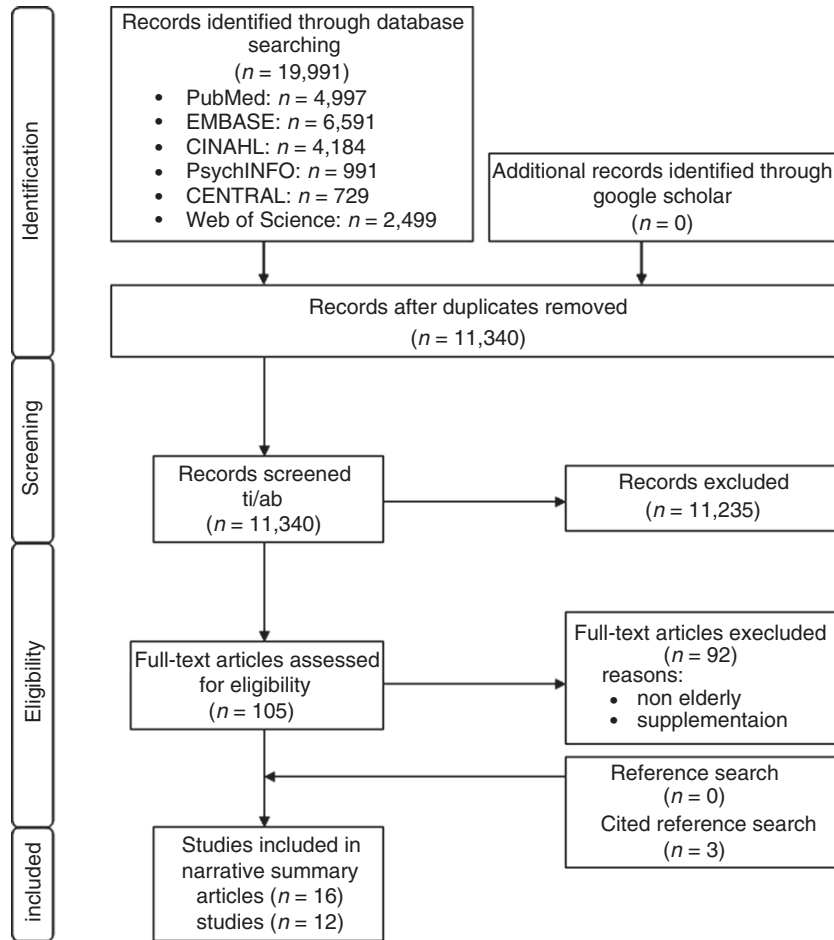 Identification
Records identified through database
searching
(n = 19,991)
• PubMed: n = 4,997
• EMBASE: n = 6,591
• CINAHL: n = 4,184
• PsychINFO: n = 991
• CENTRAL: n = 729
• Web of Science: n = 2,499
Additional records identified through
google scholar
(n = 0)
Records after duplicates removed
(n = 11,340)
Screening
Records screened
ti/ab
(n = 11,340)
Records excluded
(n = 11,235)
Eligibility
Full-text articles assessed
for eligibility
(n = 105)
Full-text articles execluded
(n = 92)
reasons:
• non elderly
• supplementaion
Reference search
(n = 0)
Cited reference search
(n = 3)
included
Studies included in
narrative summary
articles (n = 16)
studies (n = 12)